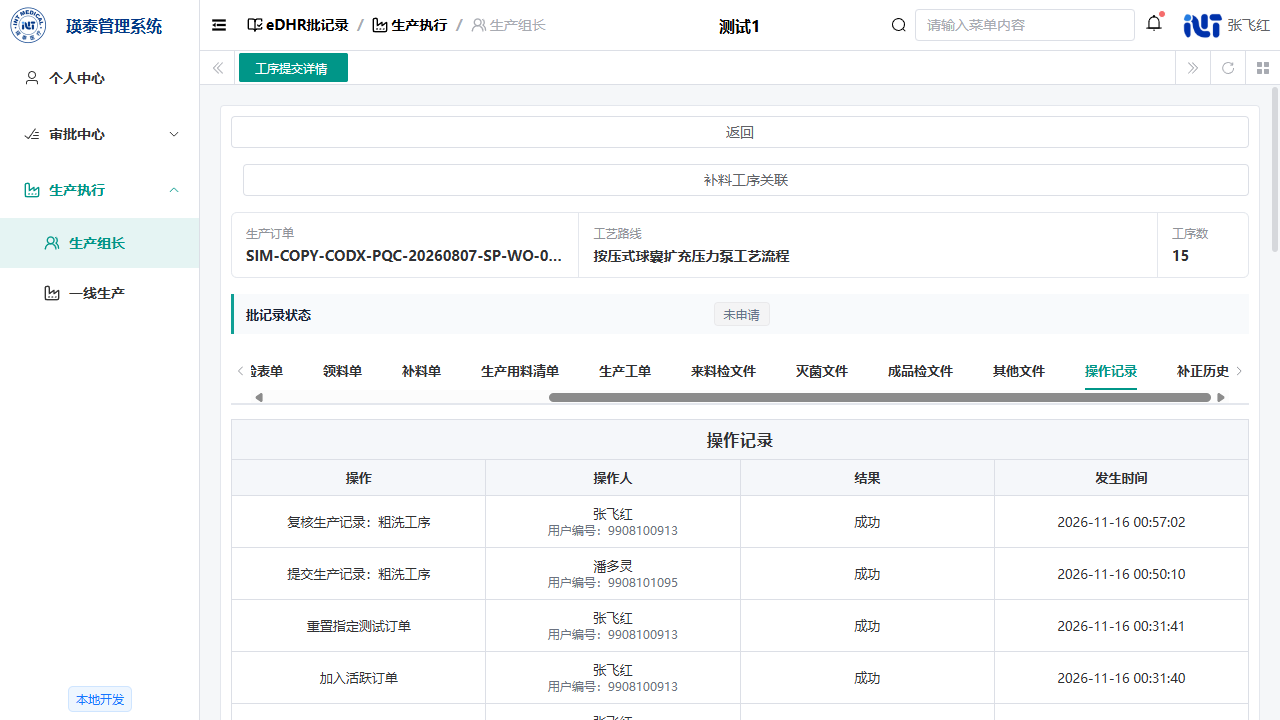 瑛泰管理系统
eDHR批记录 / 生产执行 / 生产组长
测试1
请输入菜单内容
张飞红
个人中心
审批中心
生产执行
生产组长
一线生产
本地开发
工序提交详情
返回
补料工序关联
生产订单
SIM-COPY-CODX-PQC-20260807-SP-WO-0...
工艺路线
按压式球囊扩充压力泵工艺流程
工序数
15
批记录状态
未申请
表单 领料单 补料单 生产用料清单 生产工单 来料检文件 灭菌文件 成品检文件 其他文件 操作记录 补正历史
操作记录
操作 操作人 结果 发生时间
复核生产记录：粗洗工序 张飞红 成功 2026-11-16 00:57:02
用户编号：9908100913
提交生产记录：粗洗工序 潘多灵 成功 2026-11-16 00:50:10
用户编号：9908101095
重置指定测试订单 张飞红 成功 2026-11-16 00:31:41
用户编号：9908100913
加入活跃订单 张飞红 成功 2026-11-16 00:31:40
用户编号：9908100913